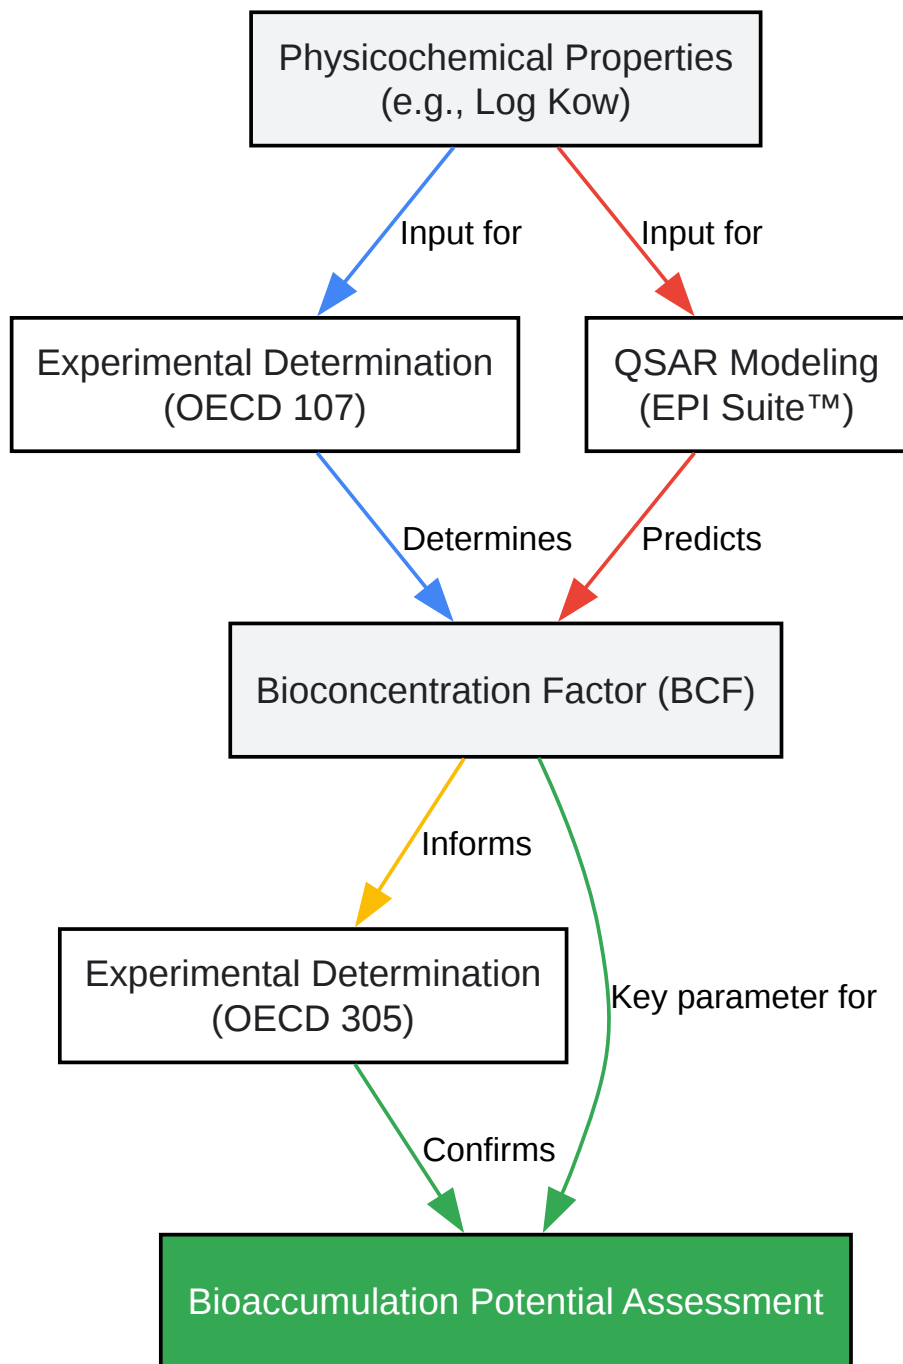 Physicochemical Properties
(e.g., Log Kow)
Input for
Input for
Experimental Determination
(OECD 107)
QSAR Modeling
(EPI Suite™)
Determines
Predicts
Bioconcentration Factor (BCF)
Informs
Experimental Determination
(OECD 305)
Key parameter for
Confirms
Bioaccumulation Potential Assessment